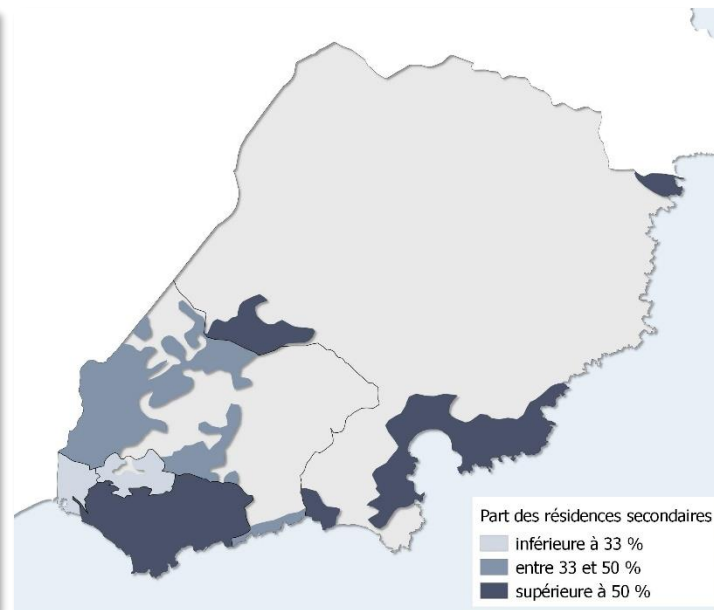 Part des résidences secondaires
inférieure à 33 %
entre 33 et 50 %
supérieure à 50 %